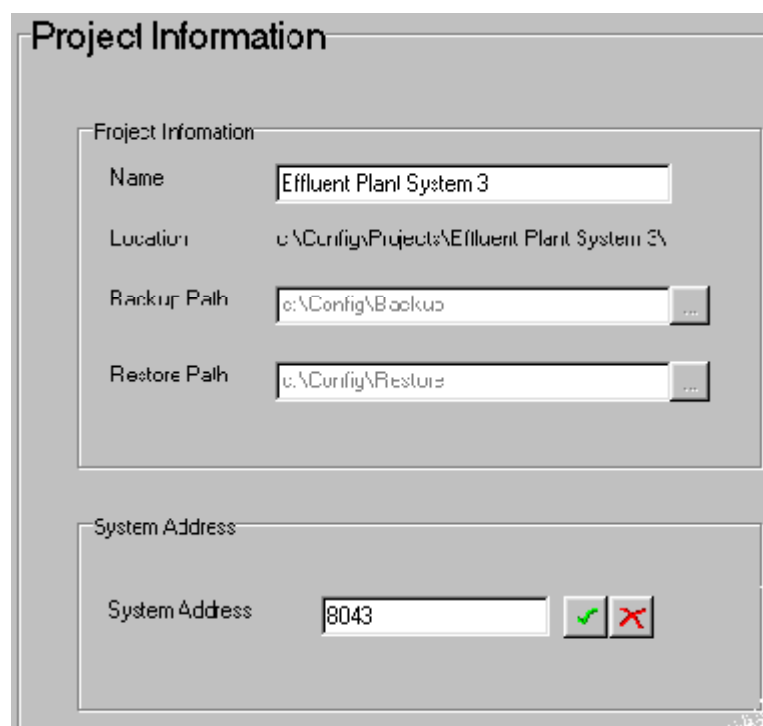 Project Information
Project Infomation
Name Effluent Plant System 3
Location c:\Config\Projects\Effluent Plant System 3\
Backup Path c:\Config\Backup ...
Restore Path c:\Config\Restore ...
System Address
System Address 8043